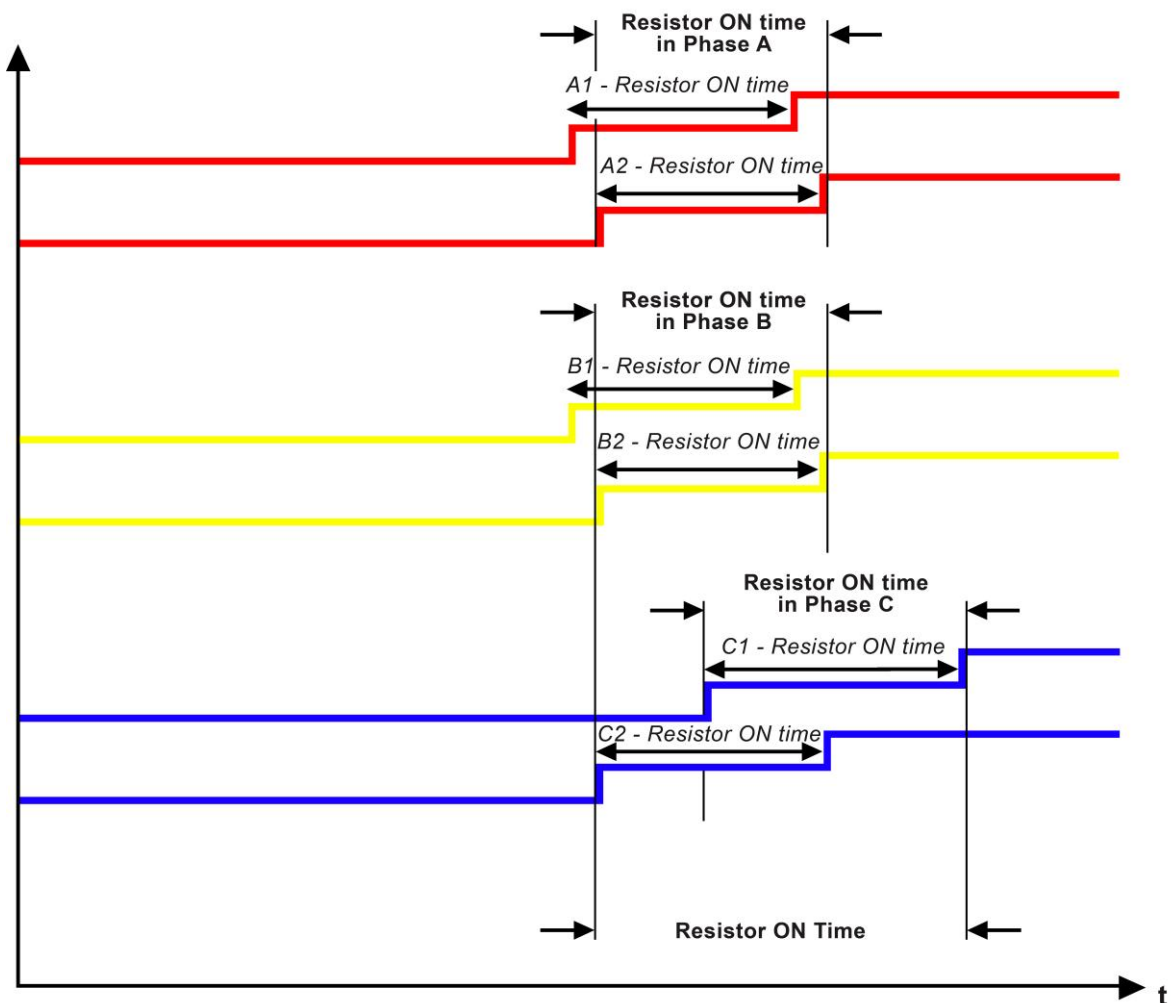 Resistor ON time
in Phase A
A1 - Resistor ON time
A2 - Resistor ON time
Resistor ON time
in Phase B
B1 - Resistor ON time
B2 - Resistor ON time
Resistor ON time
in Phase C
C1 - Resistor ON time
C2 - Resistor ON time
Resistor ON Time
t